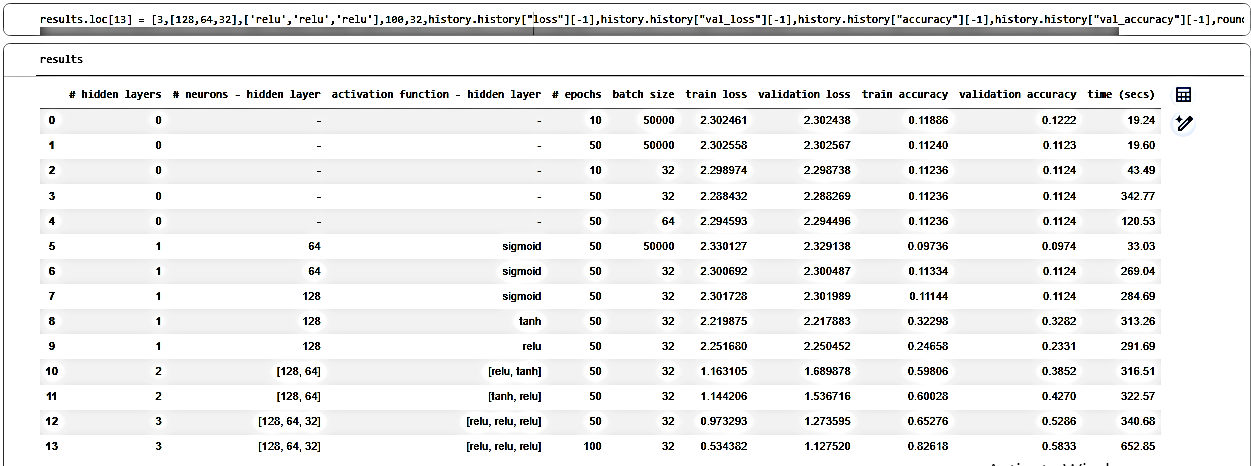 results.loc[13] = [3,[128,64,32],['relu','relu','relu'],100,32,history.history["loss"][-1],history.history["val_loss"][-1],history.history["accuracy"][-1],history.history["val_accuracy"][-1],round
results
# hidden layers # neurons - hidden layer activation function - hidden layer # epochs batch size train loss validation loss train accuracy validation accuracy time (secs)
0 0 - - 10 50000 2.302461 2.302438 0.11886 0.1222 19.24
1 0 - - 50 50000 2.302558 2.302567 0.11240 0.1123 19.60
2 0 - - 10 32 2.298974 2.298738 0.11236 0.1124 43.49
3 0 - - 50 32 2.288432 2.288269 0.11236 0.1124 342.77
4 0 - - 50 64 2.294593 2.294496 0.11236 0.1124 120.53
5 1 64 sigmoid 50 50000 2.330127 2.329138 0.09736 0.0974 33.03
6 1 64 sigmoid 50 32 2.300692 2.300487 0.11334 0.1124 269.04
7 1 128 sigmoid 50 32 2.301728 2.301989 0.11144 0.1124 284.69
8 1 128 tanh 50 32 2.219875 2.217883 0.32298 0.3282 313.26
9 1 128 relu 50 32 2.251680 2.250452 0.24658 0.2331 291.69
10 2 [128, 64] [relu, tanh] 50 32 1.163105 1.689878 0.59806 0.3852 316.51
11 2 [128, 64] [tanh, relu] 50 32 1.144206 1.536716 0.60028 0.4270 322.57
12 3 [128, 64, 32] [relu, relu, relu] 50 32 0.973293 1.273595 0.65276 0.5286 340.68
13 3 [128, 64, 32] [relu, relu, relu] 100 32 0.534382 1.127520 0.82618 0.5833 652.85